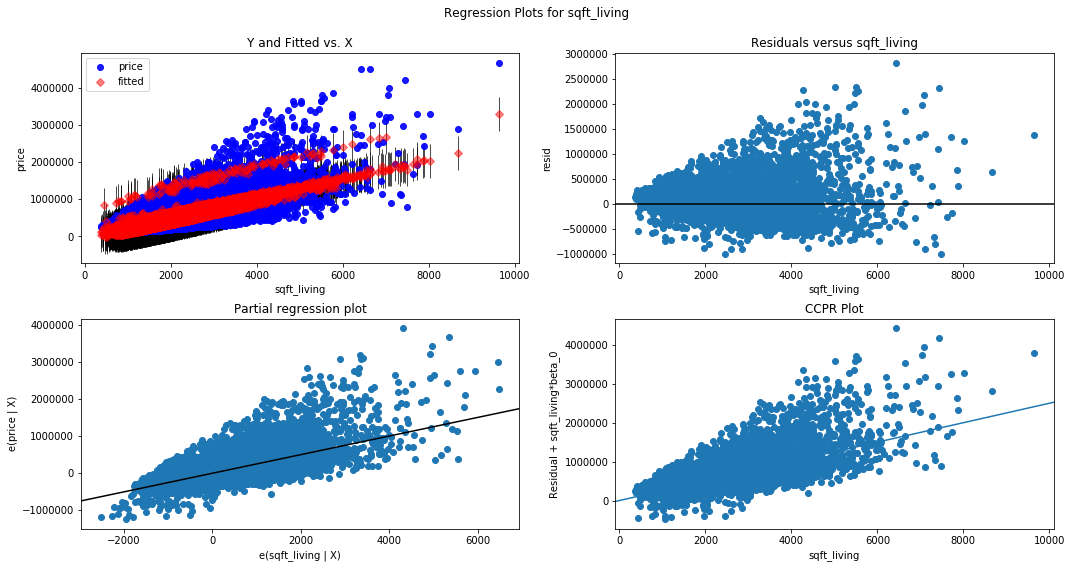 Regression Plots for sqft_living
Y and Fitted vs. X
price
fitted
4000000
3000000
2000000
1000000
0
price
0 2000 4000 6000 8000 10000
sqft_living
Residuals versus sqft_living
3000000
2500000
2000000
1500000
1000000
500000
0
−500000
−1000000
resid
0 2000 4000 6000 8000 10000
sqft_living
Partial regression plot
4000000
3000000
2000000
1000000
0
−1000000
e(price | X)
−2000 0 2000 4000 6000
e(sqft_living | X)
CCPR Plot
4000000
3000000
2000000
1000000
0
Residual + sqft_living*beta_0
0 2000 4000 6000 8000 10000
sqft_living